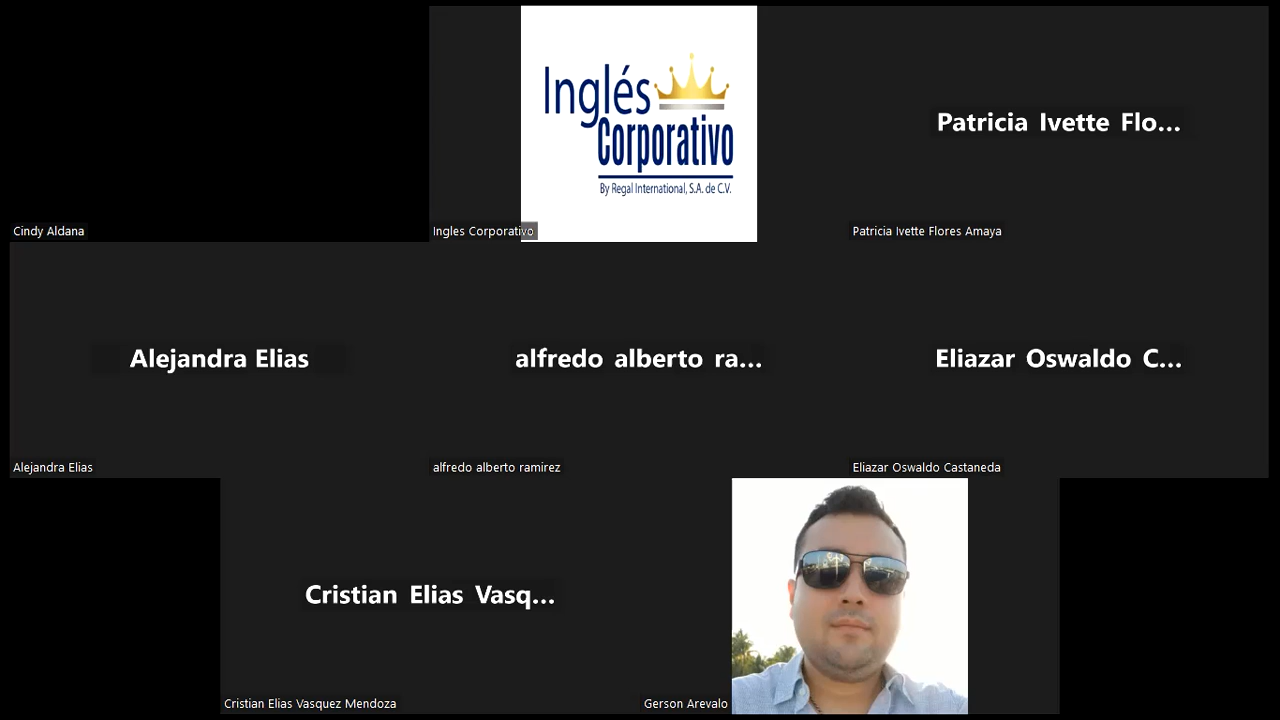 Inglés
Corporativo
By Regal International, S.A. de C.V.
Patricia Ivette Flo...
Cindy Aldana
Ingles Corporativo
Patricia Ivette Flores Amaya
Alejandra Elias
alfredo alberto ra...
Eliazar Oswaldo C...
Alejandra Elias
alfredo alberto ramirez
Eliazar Oswaldo Castaneda
Cristian Elias Vasq...
Cristian Elias Vasquez Mendoza
Gerson Arevalo